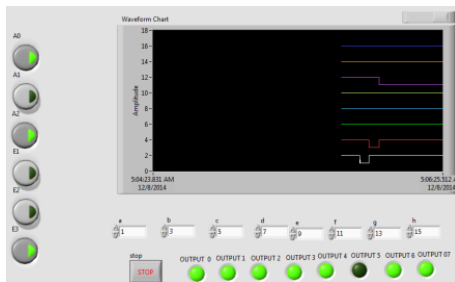 Waveform Chart
A0
A1
A2
E1
E2
E3
Amplitude
18-
16-
14-
12-
10-
8-
6-
4-
2-
0-
5:04:23.831 AM
12/8/2014
5:06:25.512 AM
12/8/2014
a b c d e f g h
1 3 5 7 9 11 13 15
stop
STOP
OUTPUT 0 OUTPUT 1 OUTPUT 2 OUTPUT 3 OUTPUT 4 OUTPUT 5 OUTPUT 6 OUTPUT 07